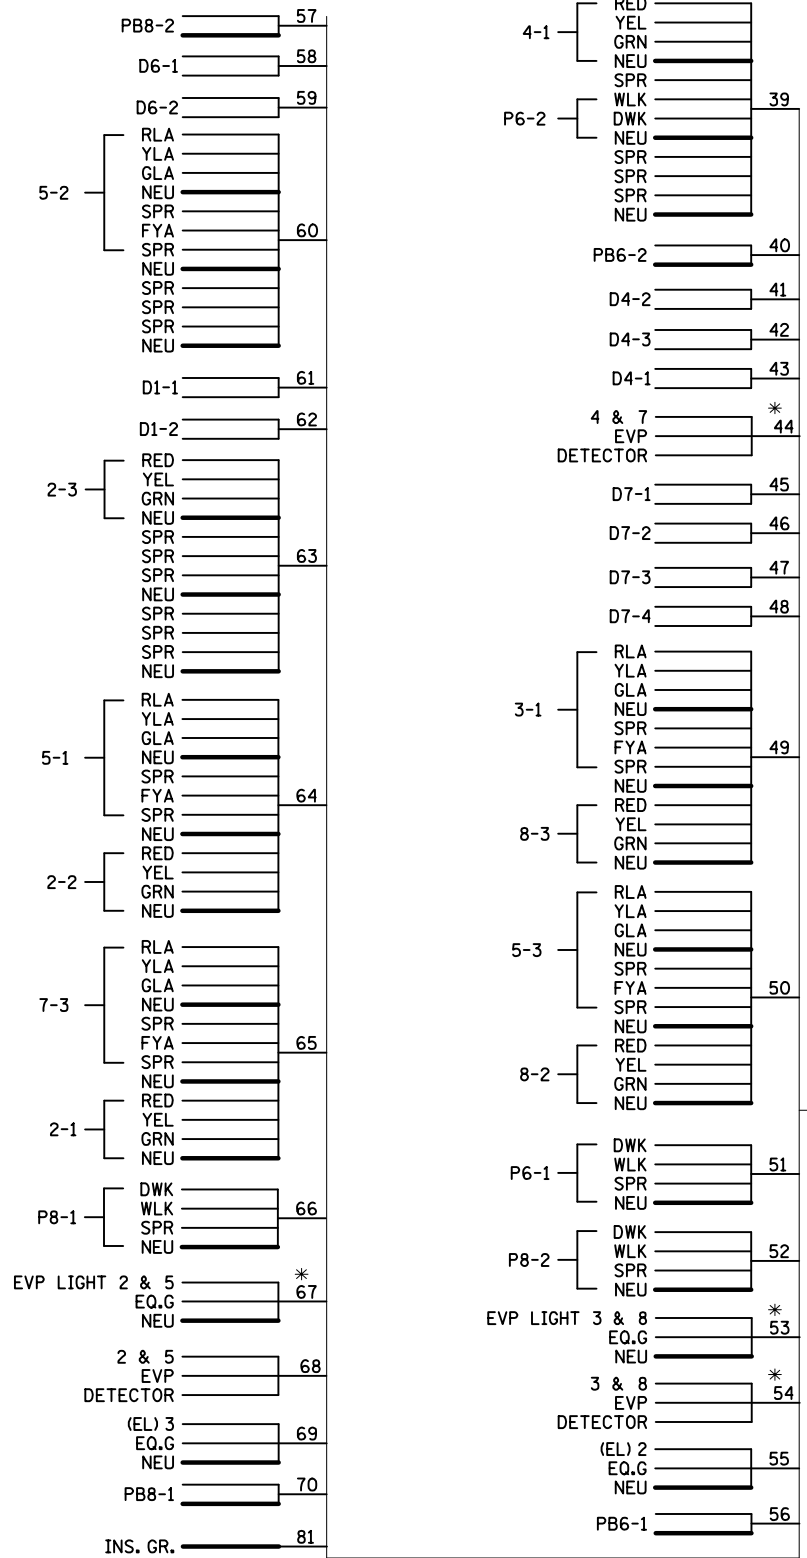 PB8-2 57
D6-1 58
D6-2 59
5-2
RLA
YLA
GLA
NEU
SPR
FYA
SPR
NEU
SPR
SPR
SPR
NEU
60
D1-1 61
D1-2 62
2-3
RED
YEL
GRN
NEU
SPR
SPR
SPR
NEU
SPR
SPR
SPR
NEU
63
5-1
RLA
YLA
GLA
NEU
SPR
FYA
SPR
NEU
64
2-2
RED
YEL
GRN
NEU
7-3
RLA
YLA
GLA
NEU
SPR
FYA
SPR
NEU
65
2-1
RED
YEL
GRN
NEU
P8-1
DWK
WLK
SPR
NEU
66
EVP LIGHT 2 & 5 *
EQ.G 67
NEU
2 & 5
EVP 68
DETECTOR
(EL) 3
EQ.G 69
NEU
PB8-1 70
INS. GR. 81
4-1
RED
YEL
GRN
NEU
SPR
P6-2
WLK
DWK
NEU
SPR
SPR
SPR
NEU
39
PB6-2 40
D4-2 41
D4-3 42
D4-1 43
4 & 7 *
EVP 44
DETECTOR
D7-1 45
D7-2 46
D7-3 47
D7-4 48
3-1
RLA
YLA
GLA
NEU
SPR
FYA
SPR
NEU
49
8-3
RED
YEL
GRN
NEU
5-3
RLA
YLA
GLA
NEU
SPR
FYA
SPR
NEU
50
8-2
RED
YEL
GRN
NEU
P6-1
DWK
WLK
SPR
NEU
51
P8-2
DWK
WLK
SPR
NEU
52
EVP LIGHT 3 & 8 *
EQ.G 53
NEU
3 & 8 *
EVP 54
DETECTOR
(EL) 2
EQ.G 55
NEU
PB6-1 56